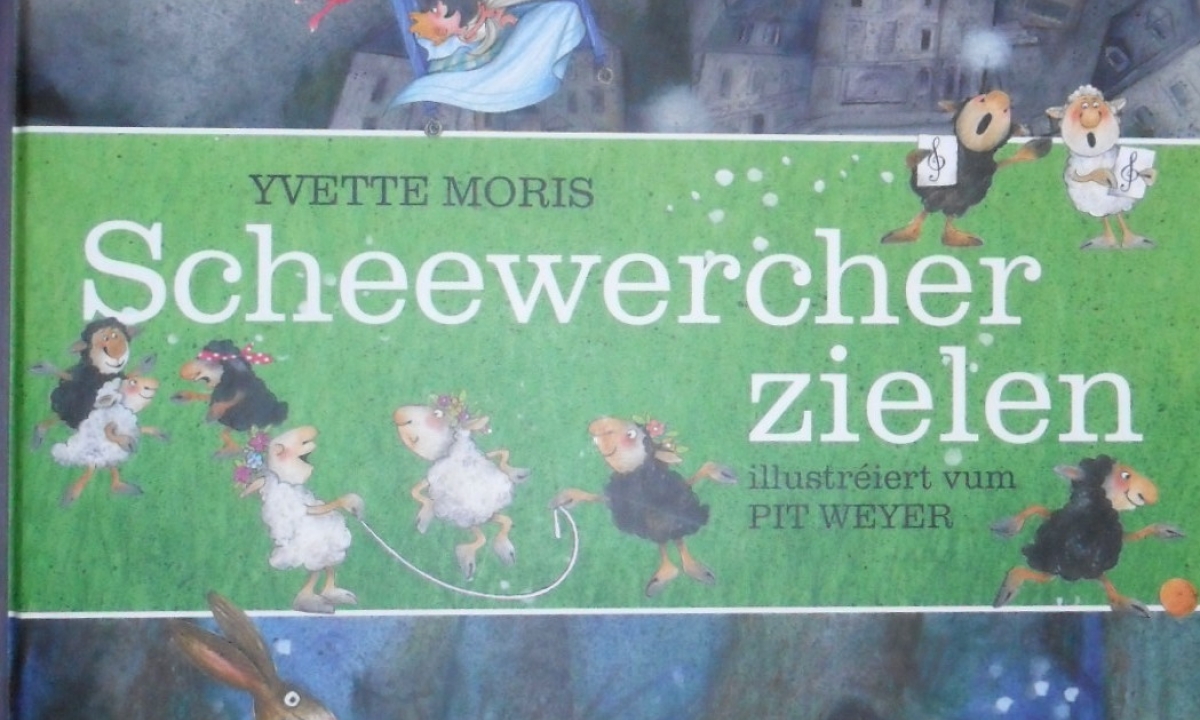 YVETTE MORIS
Scheewercher
zielen
illustréiert vum
PIT WEYER